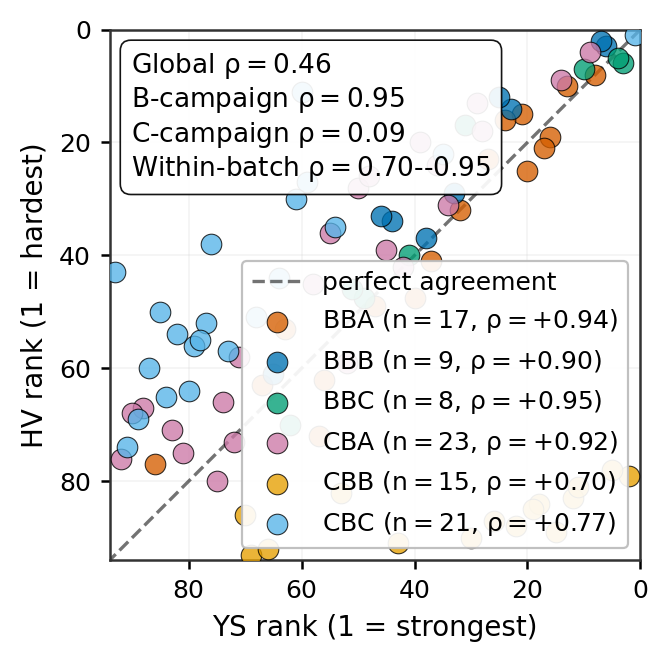 0
20
40
60
80
HV rank (1 = hardest)
Global ρ = 0.46
B-campaign ρ = 0.95
C-campaign ρ = 0.09
Within-batch ρ = 0.70--0.95
perfect agreement
BBA (n = 17, ρ = +0.94)
BBB (n = 9, ρ = +0.90)
BBC (n = 8, ρ = +0.95)
CBA (n = 23, ρ = +0.92)
CBB (n = 15, ρ = +0.70)
CBC (n = 21, ρ = +0.77)
80 60 40 20 0
YS rank (1 = strongest)